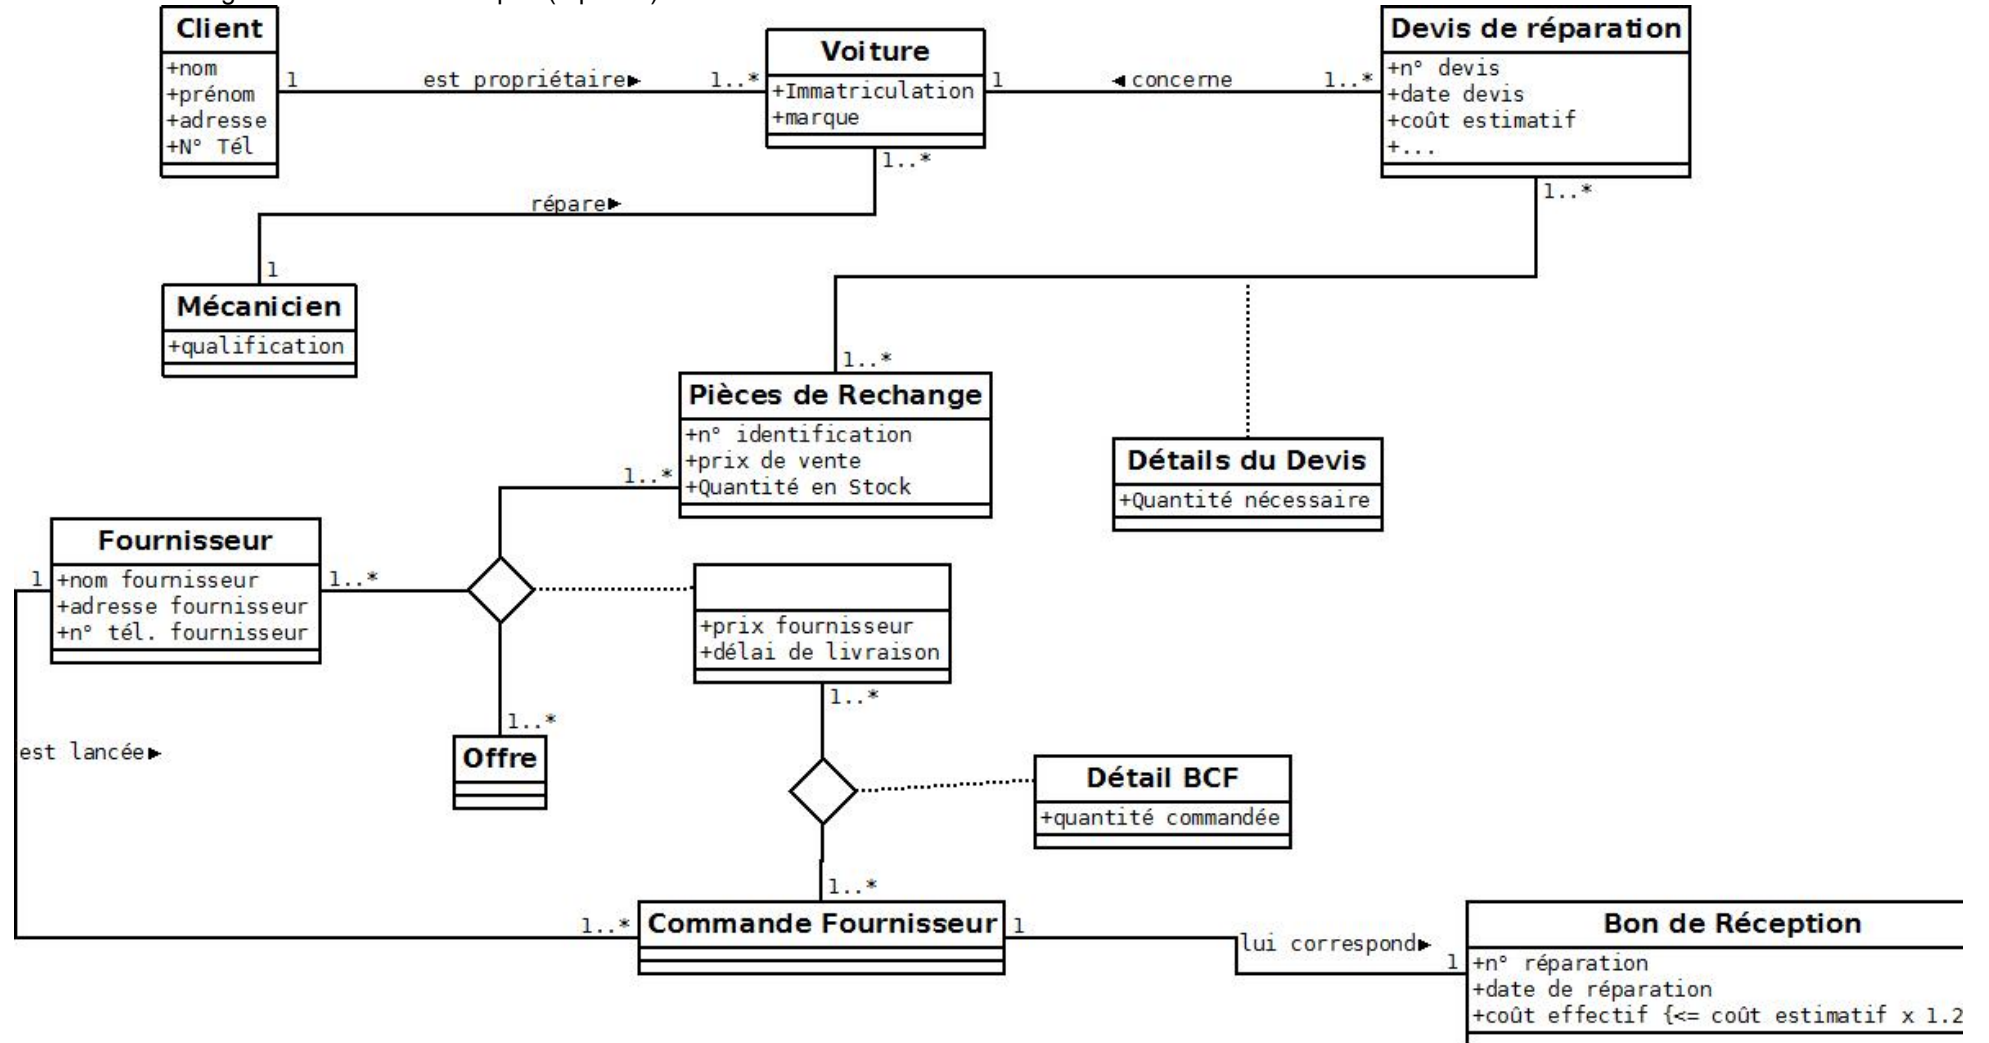 Client
+nom
+prénom
+adresse
+N° Tél
1
est propriétaire►
1..*
Voiture
+Immatriculation
+marque
1
◄concerne
1..*
Devis de réparation
+n° devis
+date devis
+coût estimatif
+...
1..*
1..*
répare►
1
Mécanicien
+qualification
1..*
Pièces de Rechange
+n° identification
+prix de vente
+Quantité en Stock
1..*
Détails du Devis
+Quantité nécessaire
Fournisseur
+nom fournisseur
+adresse fournisseur
+n° tél. fournisseur
1
1..*
+prix fournisseur
+délai de livraison
1..*
1..*
Offre
est lancée►
Détail BCF
+quantité commandée
1..*
1..*
Commande Fournisseur
1
lui correspond►
1
Bon de Réception
+n° réparation
+date de réparation
+coût effectif {<= coût estimatif x 1.2